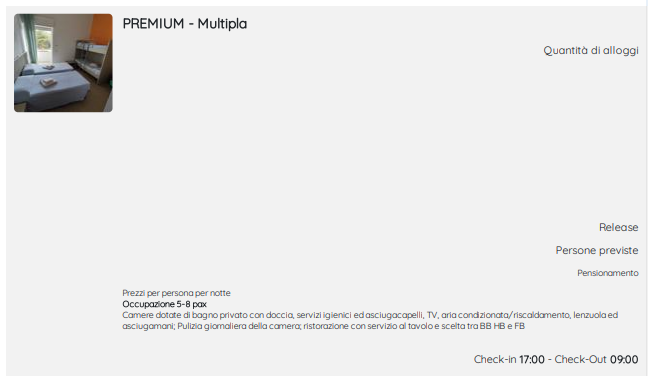 PREMIUM - Multipla
Quantità di alloggi
Release
Persone previste
Pensionamento
Prezzi per persona per notte
Occupazione 5-8 pax
Camere dotate di bagno privato con doccia, servizi igienici ed asciugacapelli, TV, aria condizionata/riscaldamento, lenzuola ed
asciugamani; Pulizia giornaliera della camera; ristorazione con servizio al tavolo e scelta tra BB HB e FB
Check-in 17:00 - Check-Out 09:00